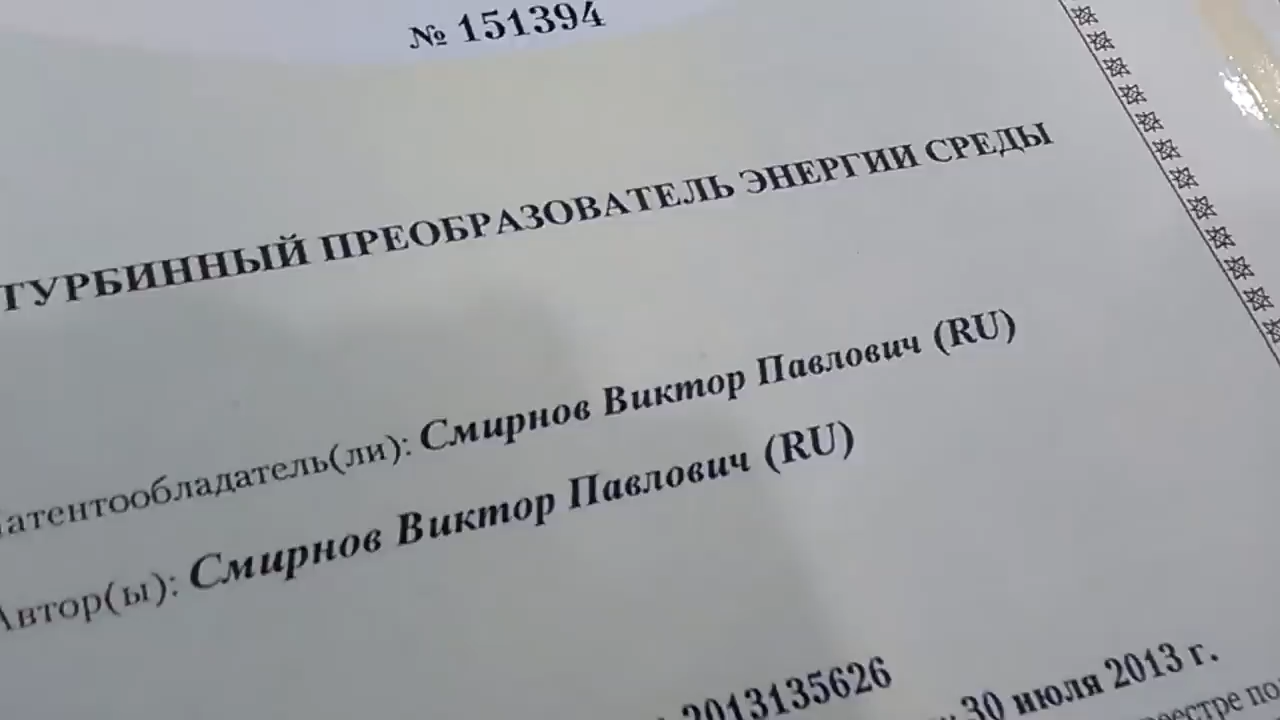 № 151394
ТУРБИННЫЙ ПРЕОБРАЗОВАТЕЛЬ ЭНЕРГИИ СРЕДЫ
Патентообладатель(ли): Смирнов Виктор Павлович (RU)
Автор(ы): Смирнов Виктор Павлович (RU)
2013135626
30 июля 2013 г.